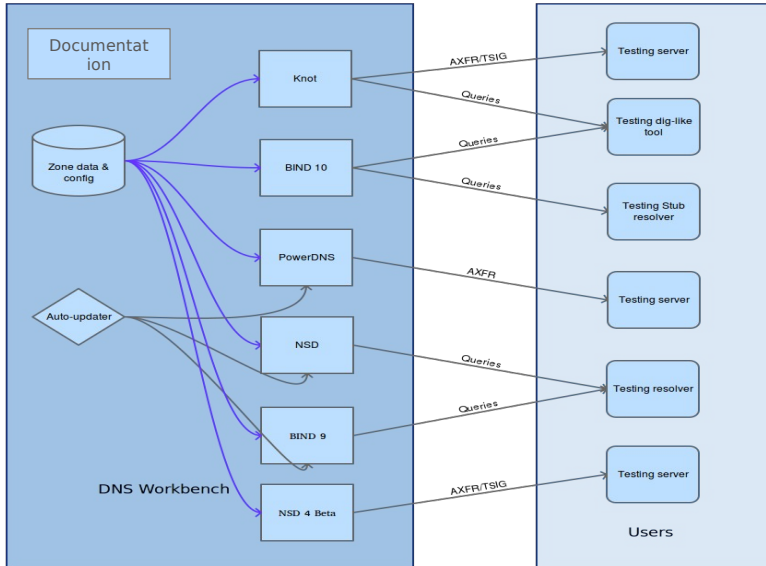 Documentat
ion
Knot
AXFR/TSIG
Testing server
Queries
Testing dig-like
tool
Zone data &
config
BIND 10
Queries
Queries
Testing Stub
resolver
PowerDNS
AXFR
Testing server
Auto-updater
NSD
Queries
Testing resolver
Queries
BIND 9
AXFR/TSIG
Testing server
DNS Workbench
NSD 4 Beta
Users